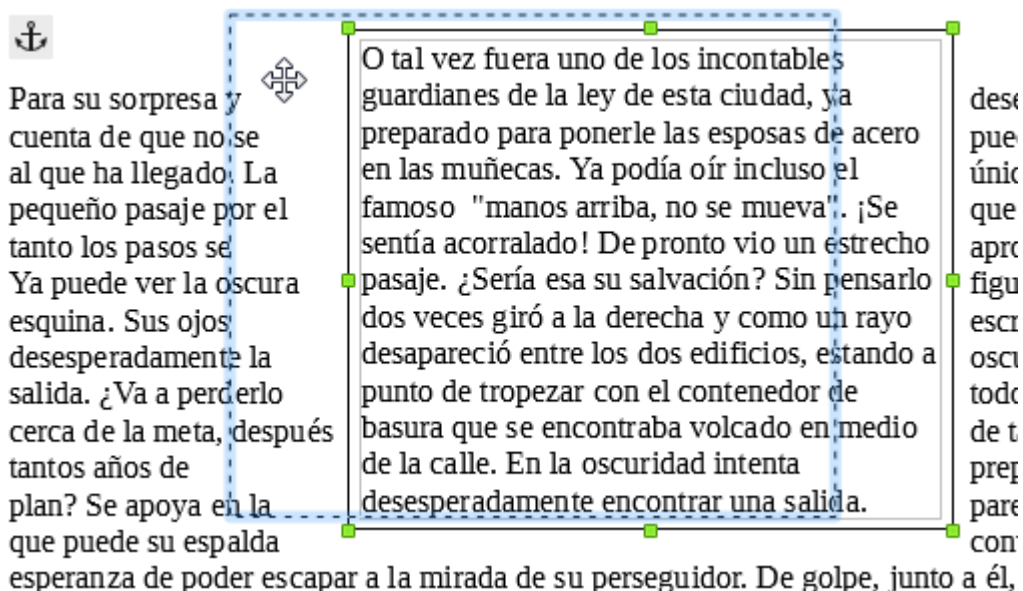 Para su sorpresa y
cuenta de que no se
al que ha llegado. La
pequeño pasaje por el
tanto los pasos se
Ya puede ver la oscura
esquina. Sus ojos
desesperadamente la
salida. ¿Va a perderlo
cerca de la meta, después
tantos años de
plan? Se apoya en la
que puede su espalda
O tal vez fuera uno de los incontables
guardianes de la ley de esta ciudad, ya
preparado para ponerle las esposas de acero
en las muñecas. Ya podía oír incluso el
famoso  "manos arriba, no se mueva". ¡Se
sentía acorralado! De pronto vio un estrecho
pasaje. ¿Sería esa su salvación? Sin pensarlo
dos veces giró a la derecha y como un rayo
desapareció entre los dos edificios, estando a
punto de tropezar con el contenedor de
basura que se encontraba volcado en medio
de la calle. En la oscuridad intenta
desesperadamente encontrar una salida.
que
de
esperanza de poder escapar a la mirada de su perseguidor. De golpe, junto a él,